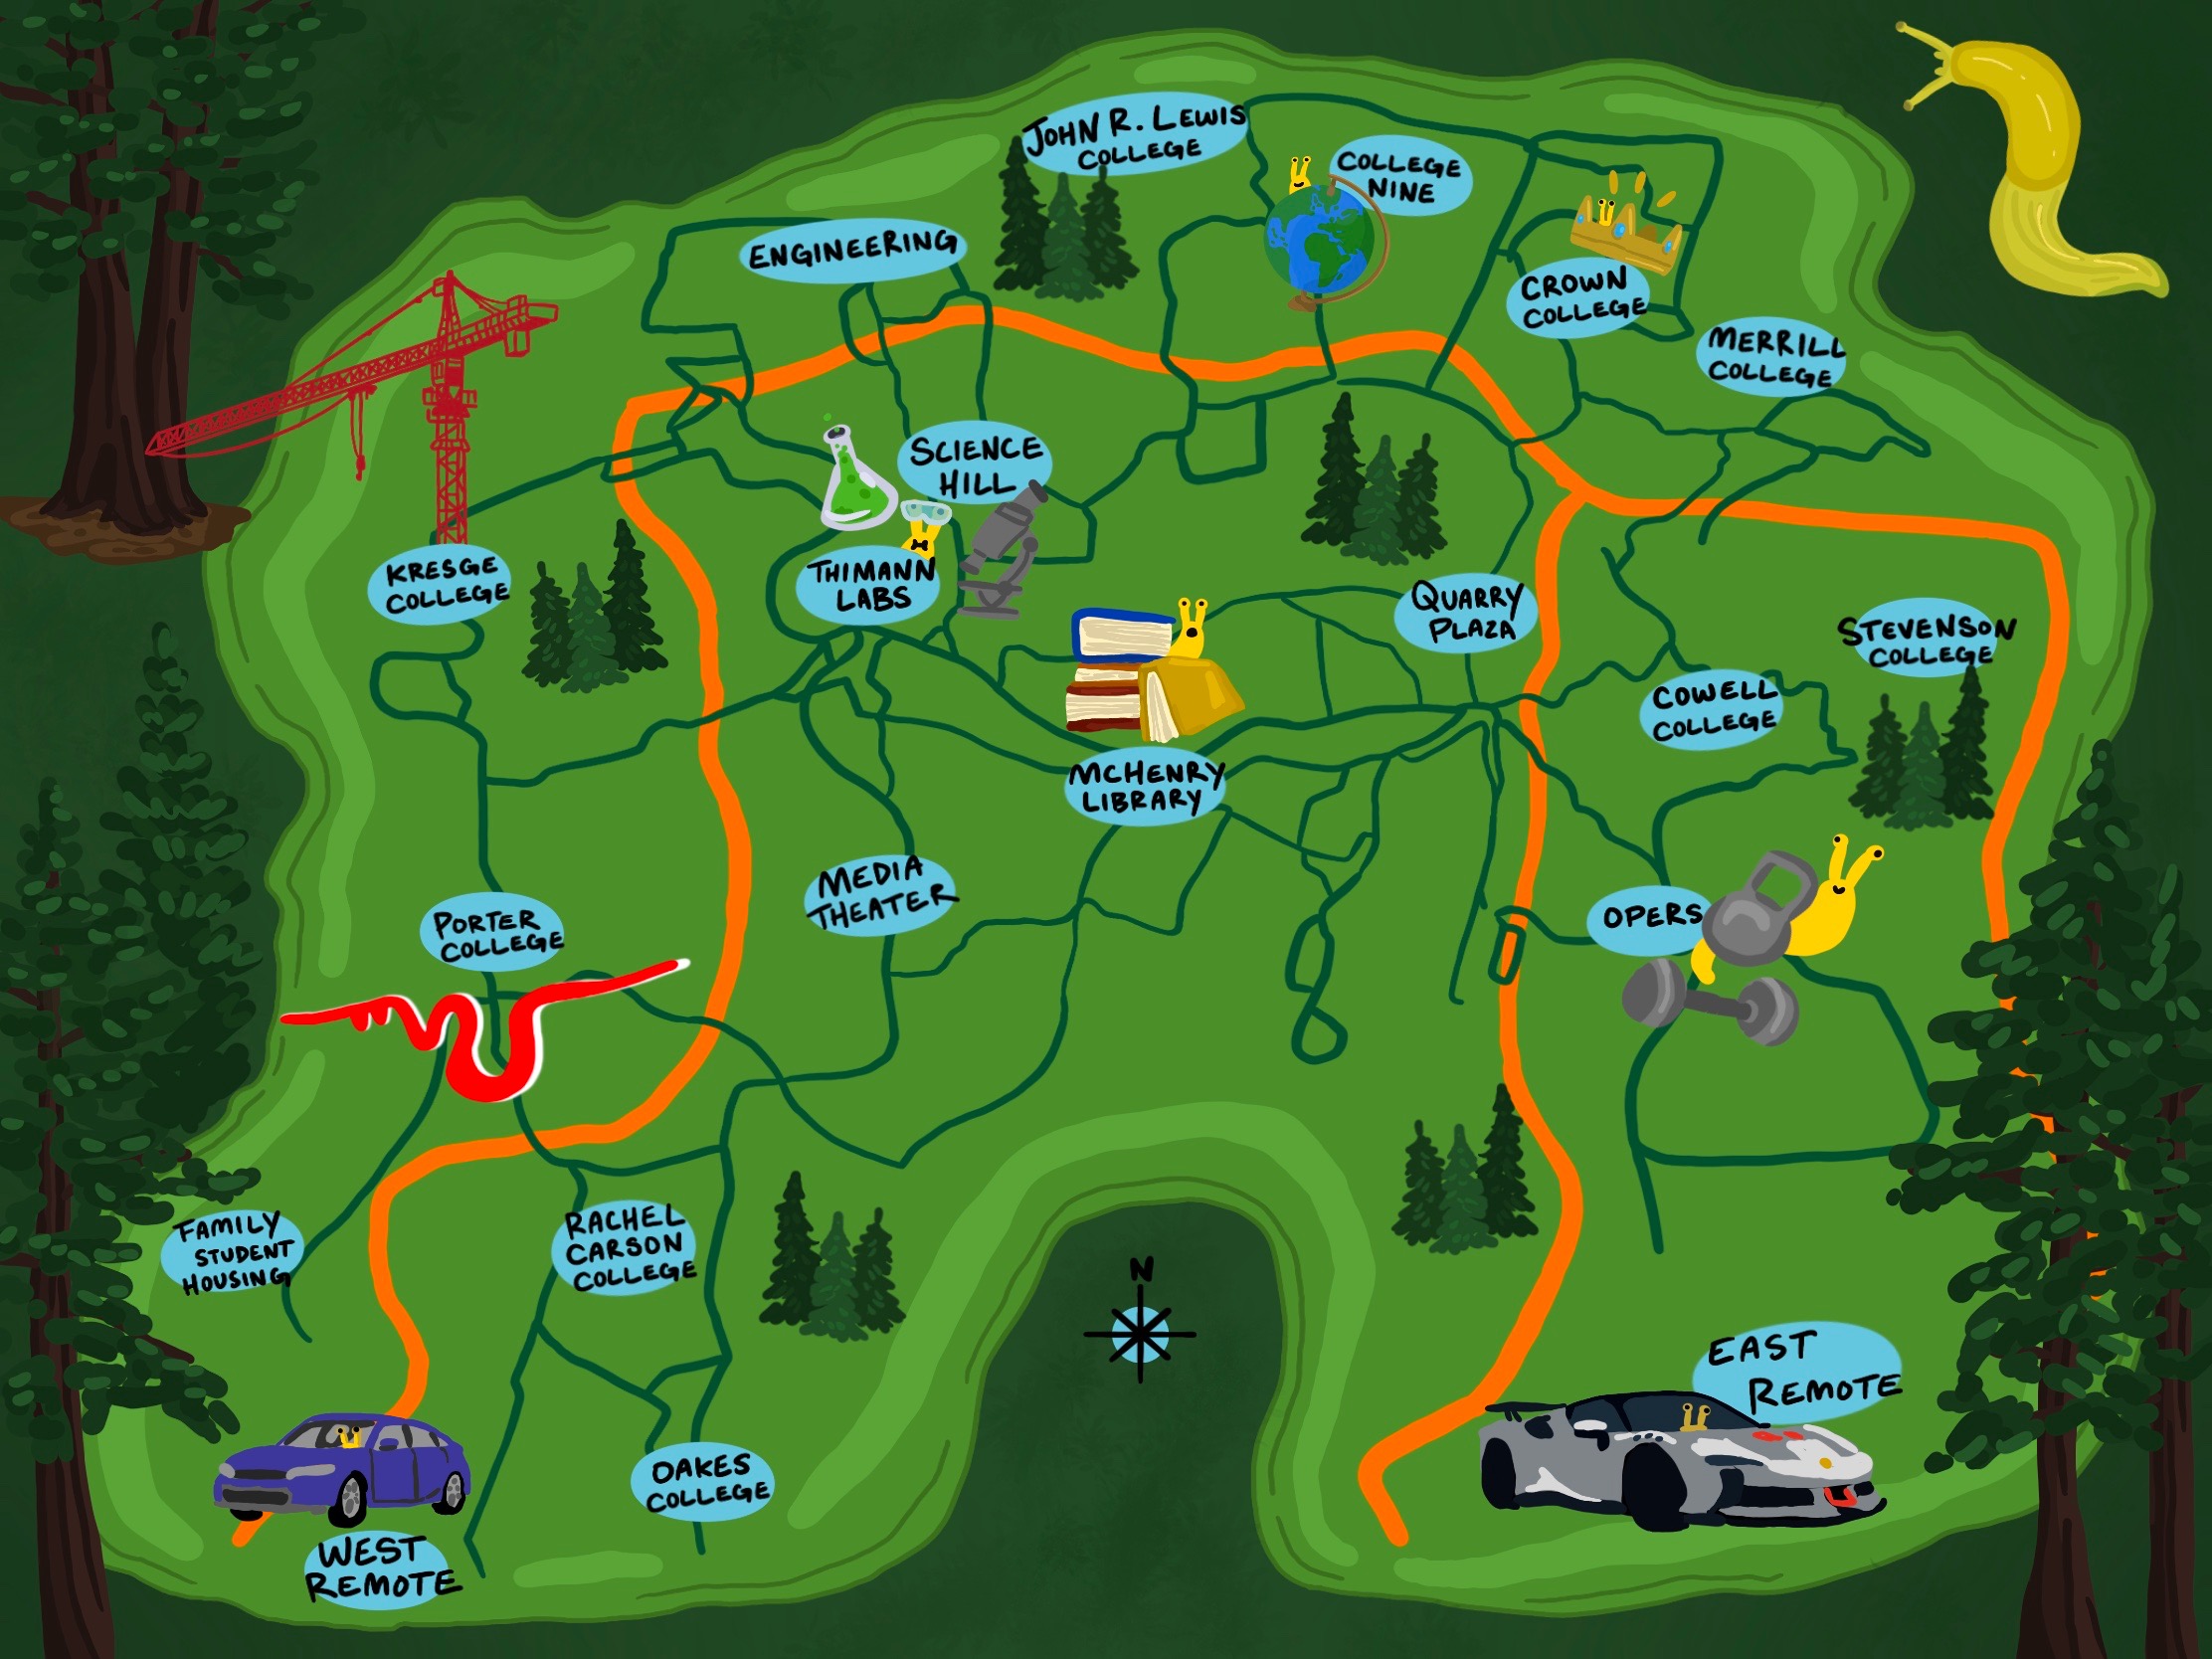 JOHN R. LEWIS
COLLEGE
COLLEGE
NINE
ENGINEERING
CROWN
COLLEGE
MERRILL
COLLEGE
SCIENCE
HILL
KRESGE
COLLEGE
THIMANN
LABS
QUARRY
PLAZA
STEVENSON
COLLEGE
COWELL
COLLEGE
MCHENRY
LIBRARY
MEDIA
THEATER
PORTER
COLLEGE
OPERS
FAMILY
STUDENT
HOUSING
RACHEL
CARSON
COLLEGE
N
EAST
REMOTE
OAKES
COLLEGE
WEST
REMOTE